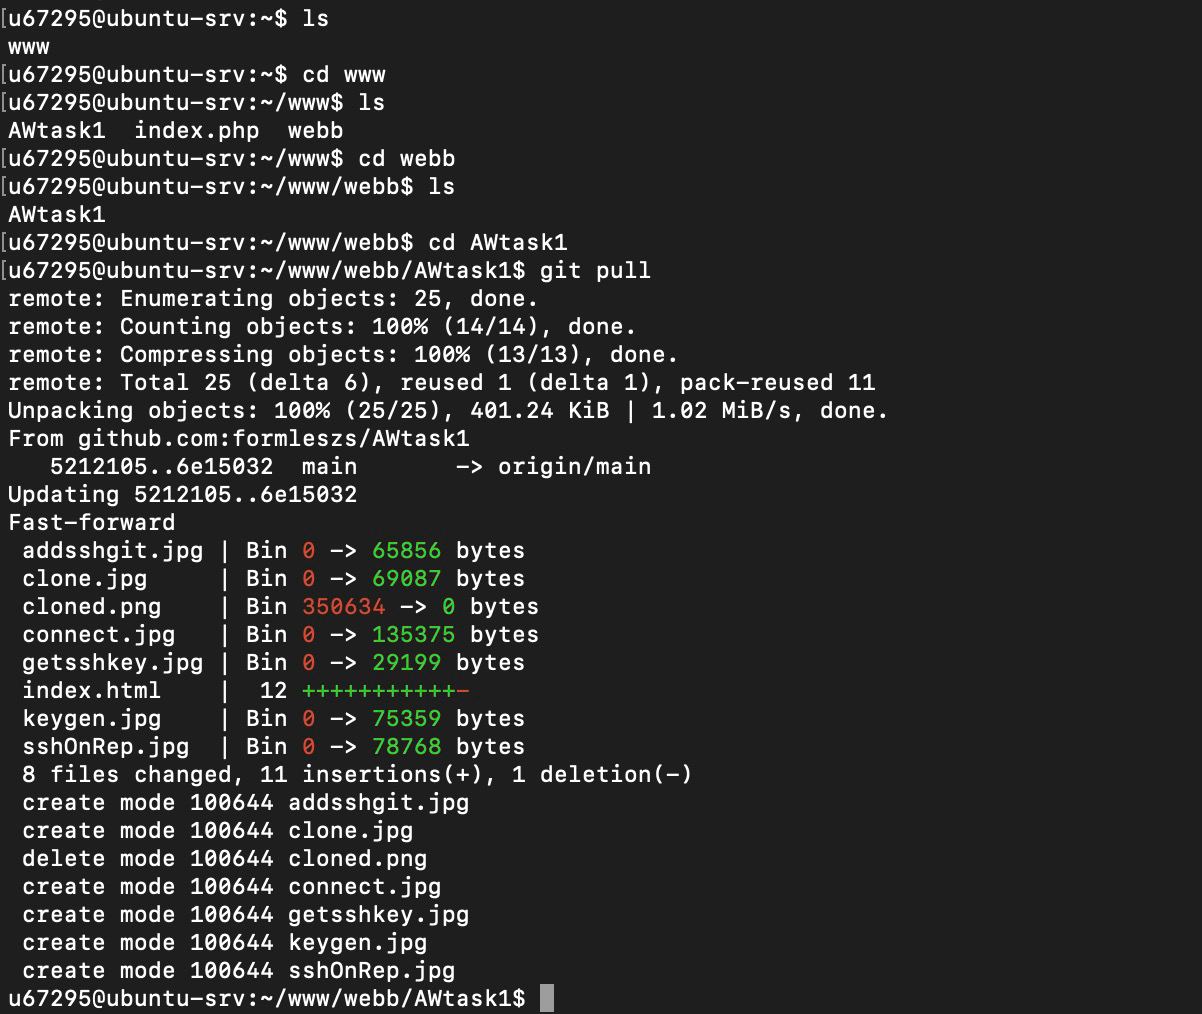 [u67295@ubuntu-srv:~$ ls
www
[u67295@ubuntu-srv:~$ cd www
[u67295@ubuntu-srv:~/www$ ls
AWtask1  index.php  webb
[u67295@ubuntu-srv:~/www$ cd webb
[u67295@ubuntu-srv:~/www/webb$ ls
AWtask1
[u67295@ubuntu-srv:~/www/webb$ cd AWtask1
[u67295@ubuntu-srv:~/www/webb/AWtask1$ git pull
remote: Enumerating objects: 25, done.
remote: Counting objects: 100% (14/14), done.
remote: Compressing objects: 100% (13/13), done.
remote: Total 25 (delta 6), reused 1 (delta 1), pack-reused 11
Unpacking objects: 100% (25/25), 401.24 KiB | 1.02 MiB/s, done.
From github.com:formleszs/AWtask1
   5212105..6e15032  main       -> origin/main
Updating 5212105..6e15032
Fast-forward
 addsshgit.jpg | Bin 0 -> 65856 bytes
 clone.jpg     | Bin 0 -> 69087 bytes
 cloned.png    | Bin 350634 -> 0 bytes
 connect.jpg   | Bin 0 -> 135375 bytes
 getsshkey.jpg | Bin 0 -> 29199 bytes
 index.html    |  12 +++++++++++-
 keygen.jpg    | Bin 0 -> 75359 bytes
 sshOnRep.jpg  | Bin 0 -> 78768 bytes
 8 files changed, 11 insertions(+), 1 deletion(-)
 create mode 100644 addsshgit.jpg
 create mode 100644 clone.jpg
 delete mode 100644 cloned.png
 create mode 100644 connect.jpg
 create mode 100644 getsshkey.jpg
 create mode 100644 keygen.jpg
 create mode 100644 sshOnRep.jpg
u67295@ubuntu-srv:~/www/webb/AWtask1$